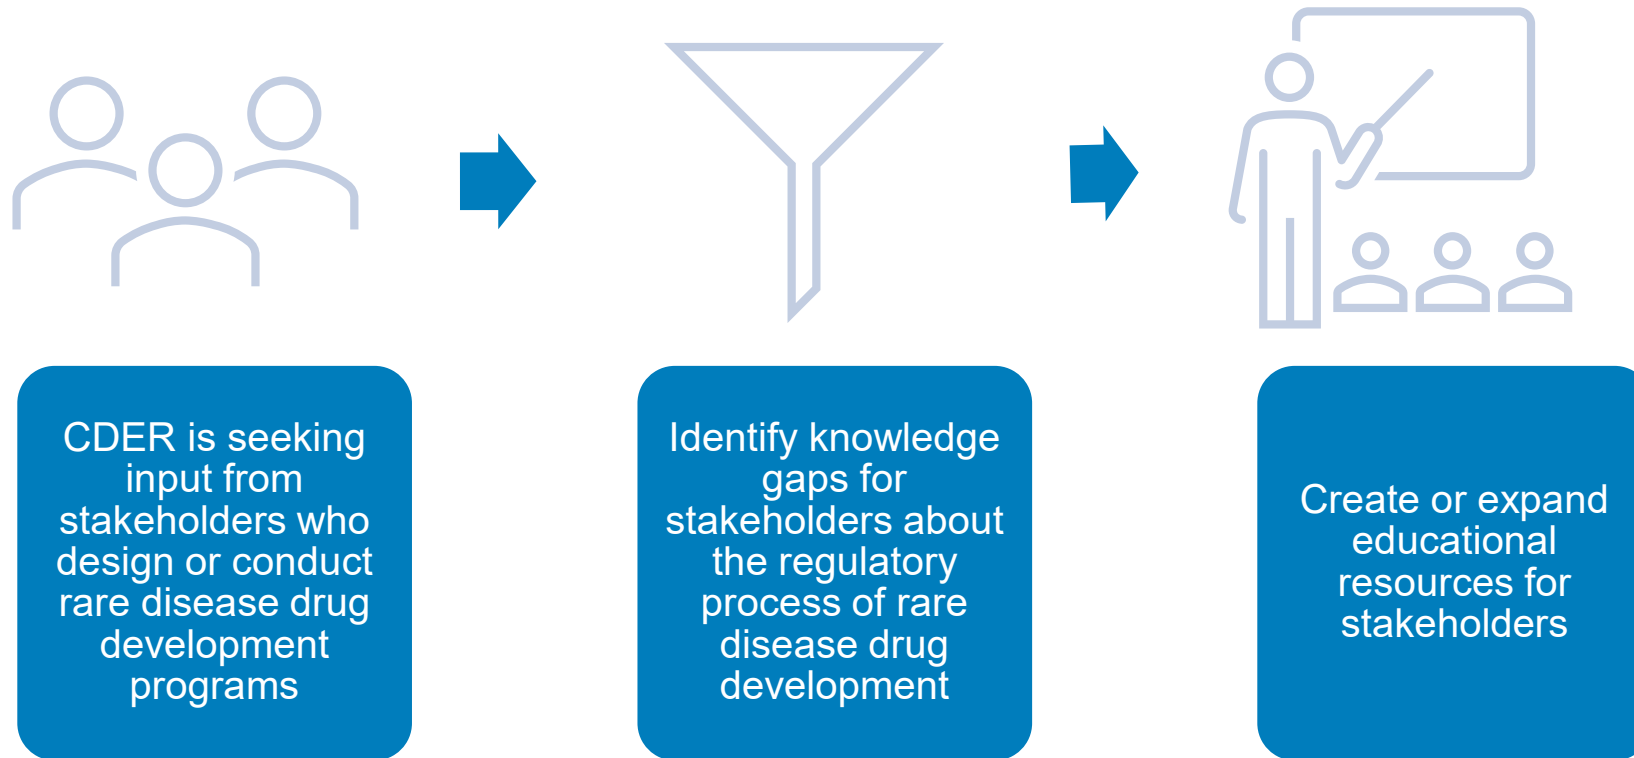 CDER is seeking
input from
stakeholders who
design or conduct
rare disease drug
development
programs
Identify knowledge
gaps for
stakeholders about
the regulatory
process of rare
disease drug
development
Create or expand
educational
resources for
stakeholders